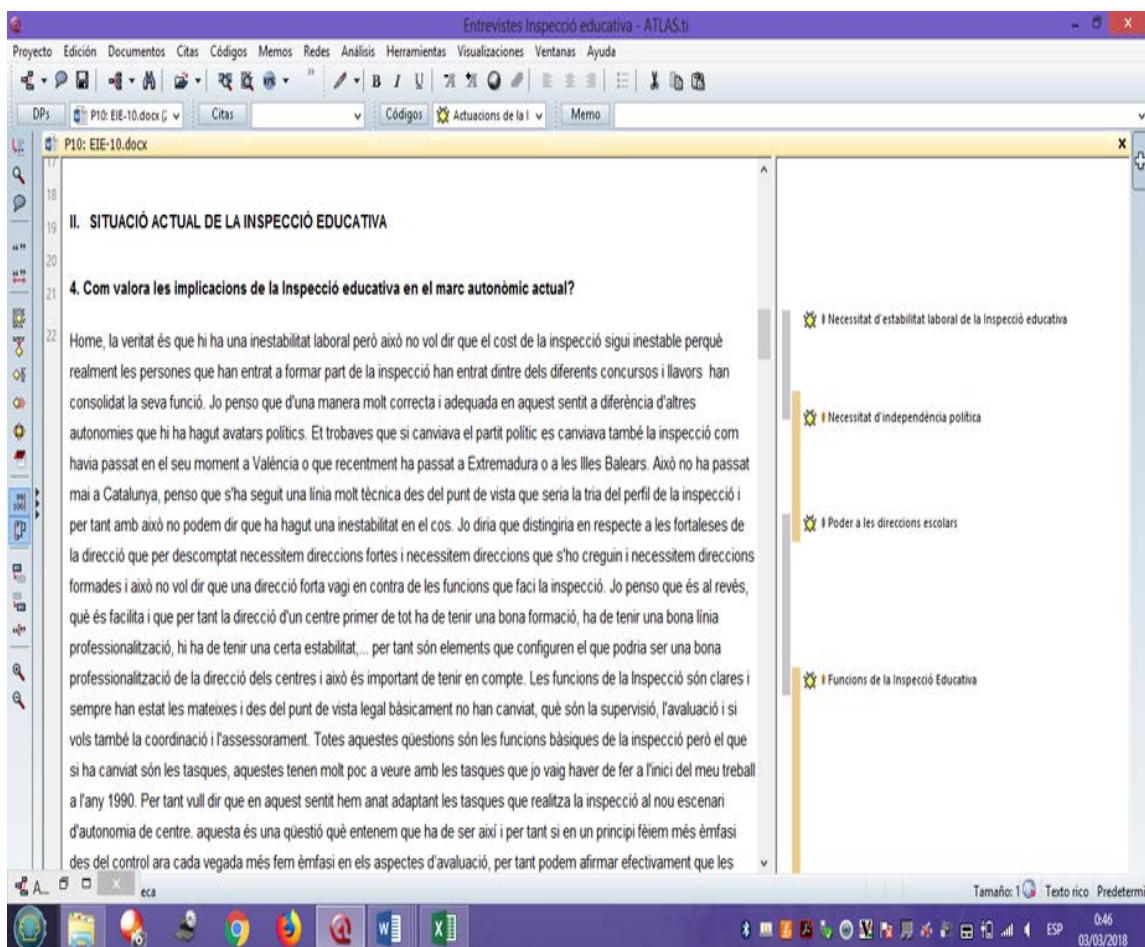 Entrevistes Inspecció educativa - ATLAS.ti
Proyecto Edición Documentos Citas Códigos Memos Redes Análisis Herramientas Visualizaciones Ventanas Ayuda
B I U
DPs P10: EIE-10.docx Citas Códigos Actuacions de la I. Memo
P10: EIE-10.docx
17
18
19 II. SITUACIÓ ACTUAL DE LA INSPECCIÓ EDUCATIVA
20
21 4. Com valora les implicacions de la Inspecció educativa en el marc autonòmic actual?
22 Home, la veritat és que hi ha una inestabilitat laboral però això no vol dir que el cost de la inspecció sigui inestable perquè
realment les persones que han entrat a formar part de la inspecció han entrat dintre dels diferents concursos i llavors han
consolidat la seva funció. Jo penso que d'una manera molt correcta i adequada en aquest sentit a diferència d'altres
autonomies que hi ha hagut avatars polítics. Et trobaves que si canviava el partit polític es canviava també la inspecció com
havia passat en el seu moment a València o que recentment ha passat a Extremadura o a les Illes Balears. Això no ha passat
mai a Catalunya, penso que s'ha seguit una línia molt tècnica des del punt de vista que seria la tria del perfil de la inspecció i
per tant amb això no podem dir que ha hagut una inestabilitat en el cos. Jo diria que distingiria en respecte a les fortaleses de
la direcció que per descomptat necessitem direccions fortes i necessitem direccions que s'ho creguin i necessitem direccions
formades i això no vol dir que una direcció forta vagi en contra de les funcions que faci la inspecció. Jo penso que és al revés,
què és facilita i que per tant la direcció d'un centre primer de tot ha de tenir una bona formació, ha de tenir una bona línia
professionalització, hi ha de tenir una certa estabilitat,... per tant són elements que configuren el que podria ser una bona
professionalització de la direcció dels centres i això és important de tenir en compte. Les funcions de la Inspecció són clares i
sempre han estat les mateixes i des del punt de vista legal bàsicament no han canviat, què són la supervisió, l'avaluació i si
vols també la coordinació i l'assessorament. Totes aquestes qüestions són les funcions bàsiques de la inspecció però el que
si ha canviat són les tasques, aquestes tenen molt poc a veure amb les tasques que jo vaig haver de fer a l'inici del meu treball
a l'any 1990. Per tant vull dir que en aquest sentit hem anat adaptant les tasques que realitza la inspecció al nou escenari
d'autonomia de centre. aquesta és una qüestió què entenem que ha de ser així i per tant si en un principi fèiem més èmfasi
des del control ara cada vegada més fem èmfasi en els aspectes d'avaluació, per tant podem afirmar efectivament que les
Necessitat d'estabilitat laboral de la Inspecció educativa
Necessitat d'independència política
Poder a les direccions escolars
Funcions de la Inspecció Educativa
A... eca
Tamaño: 1 Texto rico Predetermi
ESP 0:46
03/03/2018